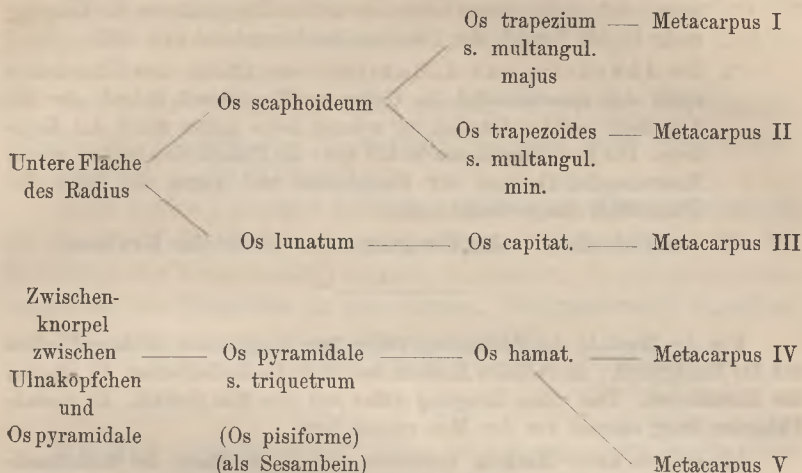 Os trapezium — Metacarpus I
s. multangul.
majus
Os scaphoideum
Os trapezoides — Metacarpus II
s. multangul.
min.
Untere Fläche
des Radius
Os lunatum — Os capitat. — Metacarpus III
Zwischen-
knorpel
zwischen — Os pyramidale — Os hamat. — Metacarpus IV
Ulnaköpfchen s. triquetrum
und
Os pyramidale (Os pisiforme)
(als Sesambein) Metacarpus V